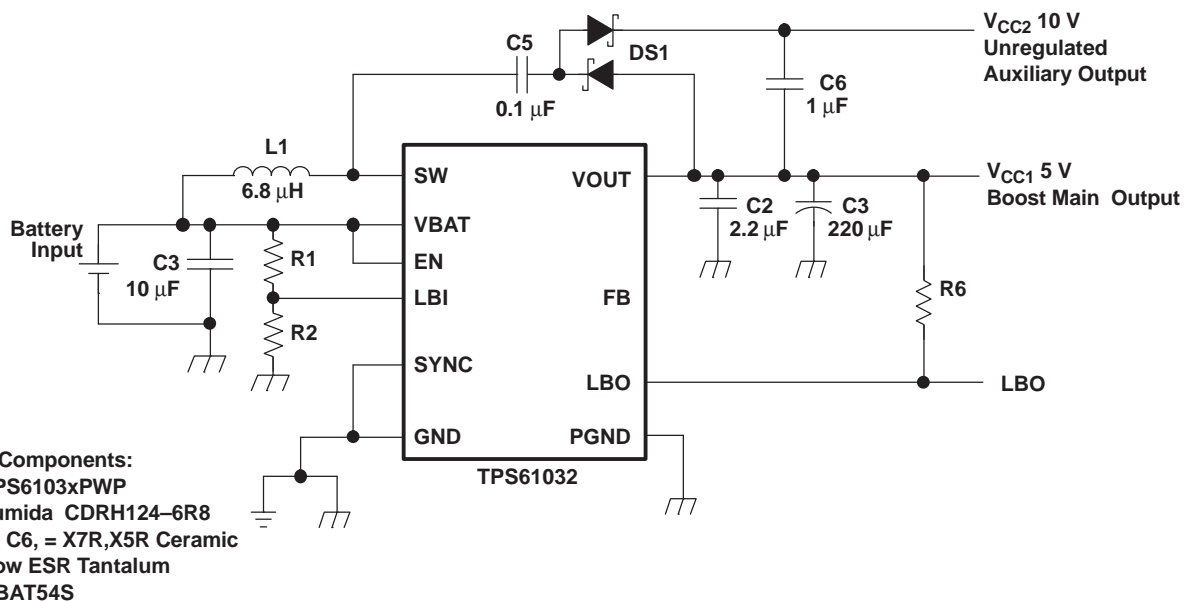 V_CC2 10 V
Unregulated
Auxiliary Output
C5
0.1 μF
DS1
C6
1 μF
L1
6.8 μH
SW
VOUT
V_CC1 5 V
Boost Main Output
C2
2.2 μF
C3
220 μF
Battery
Input
VBAT
C3
10 μF
R1
EN
LBI
FB
R6
R2
SYNC
LBO
LBO
GND
PGND
TPS61032
Components:
PS6103xPWP
umida CDRH124–6R8
C6, = X7R,X5R Ceramic
ow ESR Tantalum
BAT54S